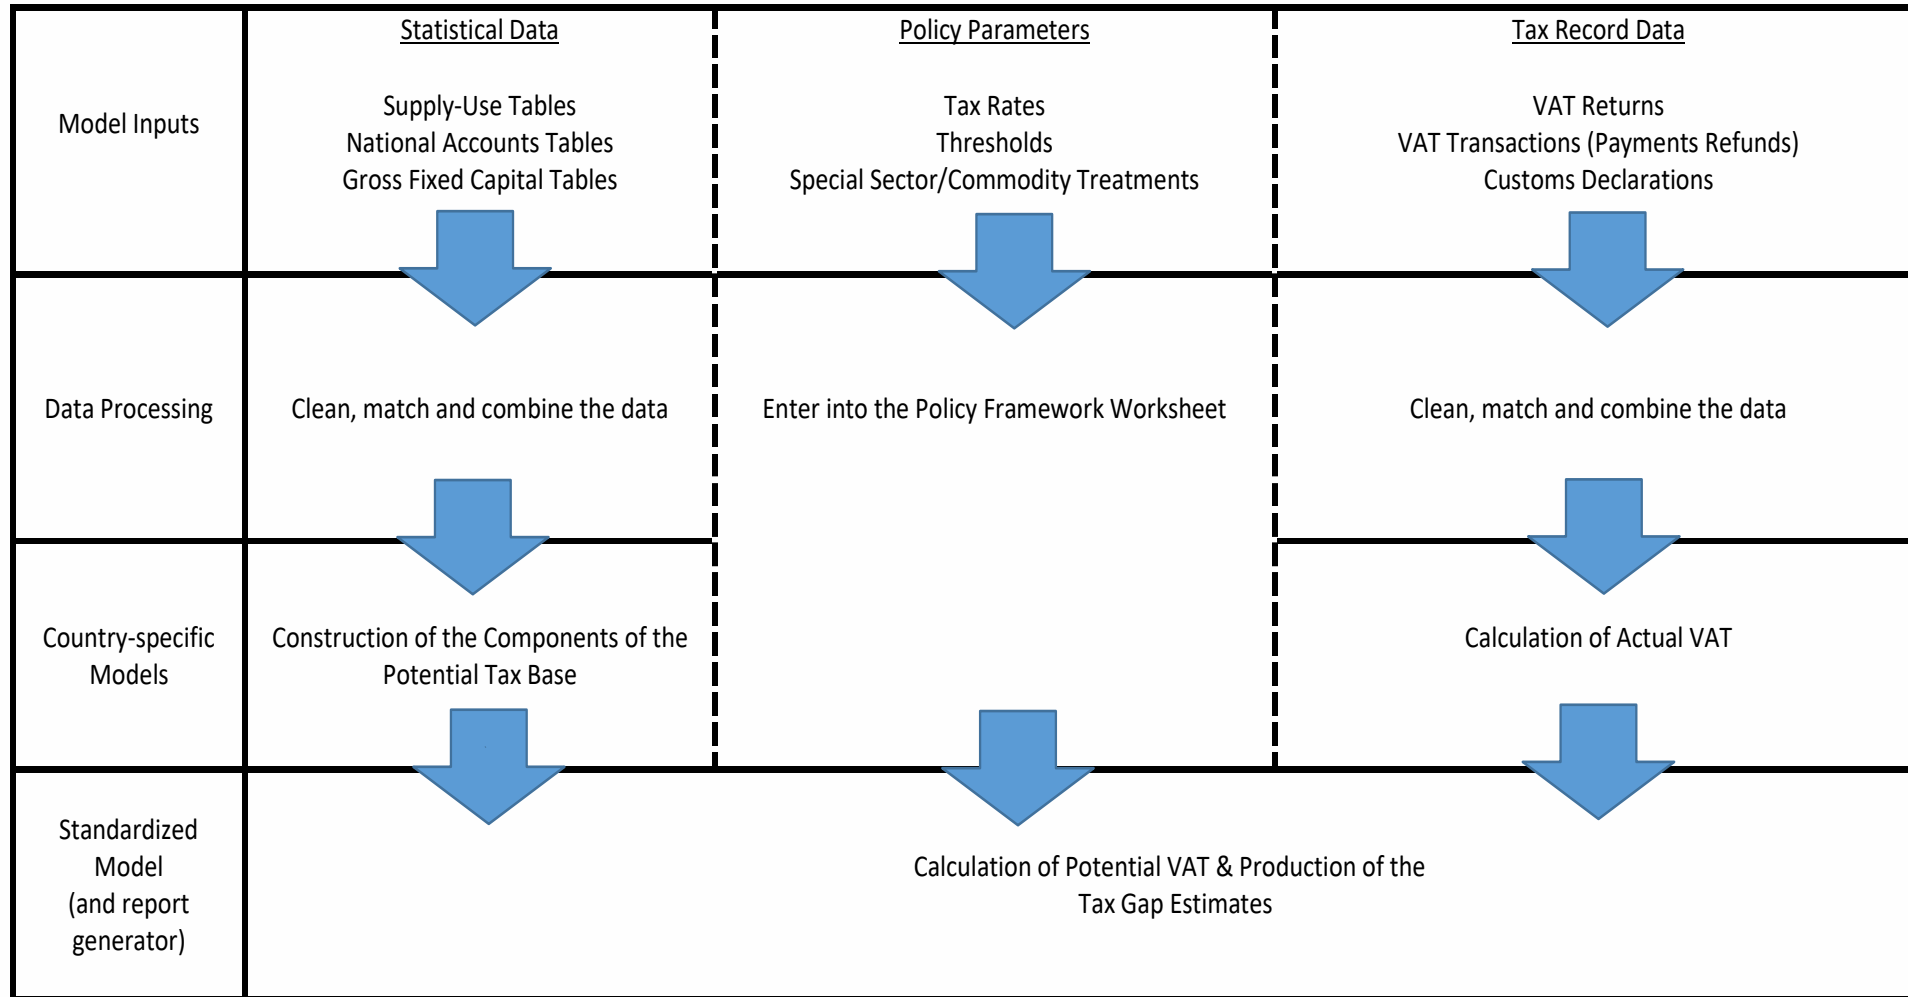 Statistical Data
Policy Parameters
Tax Record Data
Model Inputs
Supply-Use Tables
National Accounts Tables
Gross Fixed Capital Tables
Tax Rates
Thresholds
Special Sector/Commodity Treatments
VAT Returns
VAT Transactions (Payments Refunds)
Customs Declarations
Data Processing
Clean, match and combine the data
Enter into the Policy Framework Worksheet
Clean, match and combine the data
Country-specific
Models
Construction of the Components of the
Potential Tax Base
Calculation of Actual VAT
Standardized
Model
(and report
generator)
Calculation of Potential VAT & Production of the
Tax Gap Estimates